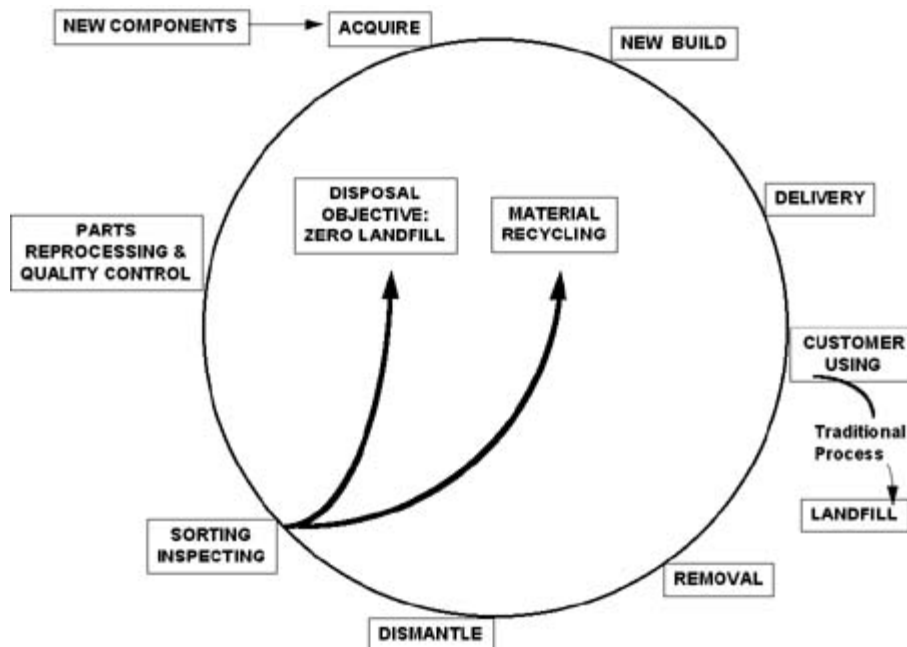 NEW COMPONENTS
ACQUIRE
NEW BUILD
DISPOSAL
OBJECTIVE:
ZERO LANDFILL
MATERIAL
RECYCLING
DELIVERY
PARTS
REPROCESSING &
QUALITY CONTROL
CUSTOMER
USING
Traditional
Process
LANDFILL
SORTING
INSPECTING
REMOVAL
DISMANTLE